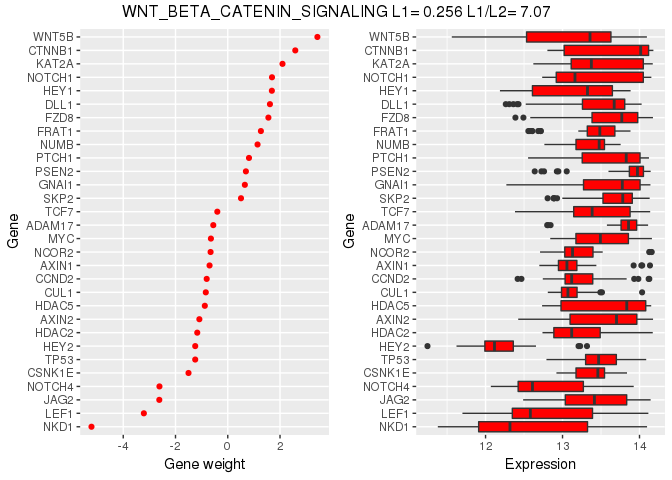 WNT_BETA_CATENIN_SIGNALING L1= 0.256 L1/L2= 7.07
Gene
WNT5B
CTNNB1
KAT2A
NOTCH1
HEY1
DLL1
FZD8
FRAT1
NUMB
PTCH1
PSEN2
GNAI1
SKP2
TCF7
ADAM17
MYC
NCOR2
AXIN1
CCND2
CUL1
HDAC5
AXIN2
HDAC2
HEY2
TP53
CSNK1E
NOTCH4
JAG2
LEF1
NKD1
-4 -2 0 2
Gene weight
Gene
WNT5B
CTNNB1
KAT2A
NOTCH1
HEY1
DLL1
FZD8
FRAT1
NUMB
PTCH1
PSEN2
GNAI1
SKP2
TCF7
ADAM17
MYC
NCOR2
AXIN1
CCND2
CUL1
HDAC5
AXIN2
HDAC2
HEY2
TP53
CSNK1E
NOTCH4
JAG2
LEF1
NKD1
12 13 14
Expression